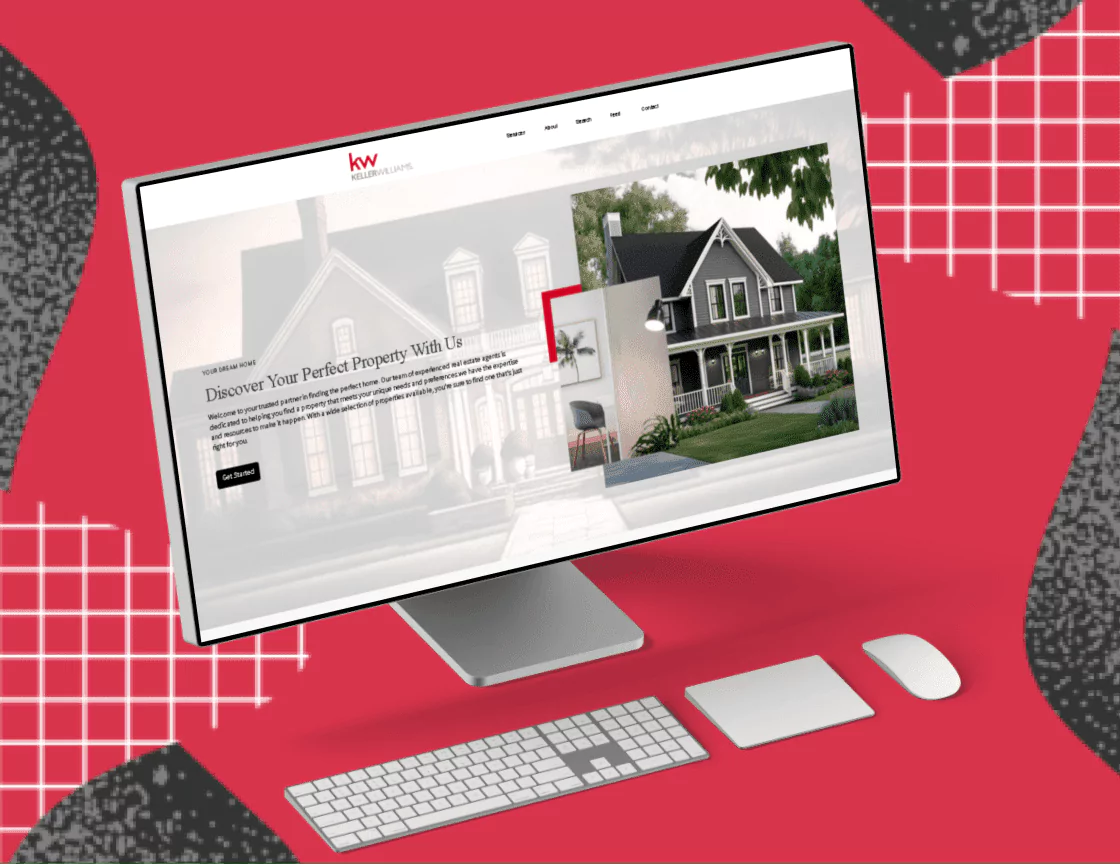 Services About Search Feed Contact
kw
KELLERWILLIAMS.
YOUR DREAM HOME
Discover Your Perfect Property With Us
Welcome to your trusted partner in finding the perfect home. Our team of experienced real estate agents is
dedicated to helping you find a property that meets your unique needs and preferences we have the expertise
and resources to make it happen. With a wide selection of properties available, you're sure to find one that's just
right for you.
Get Started